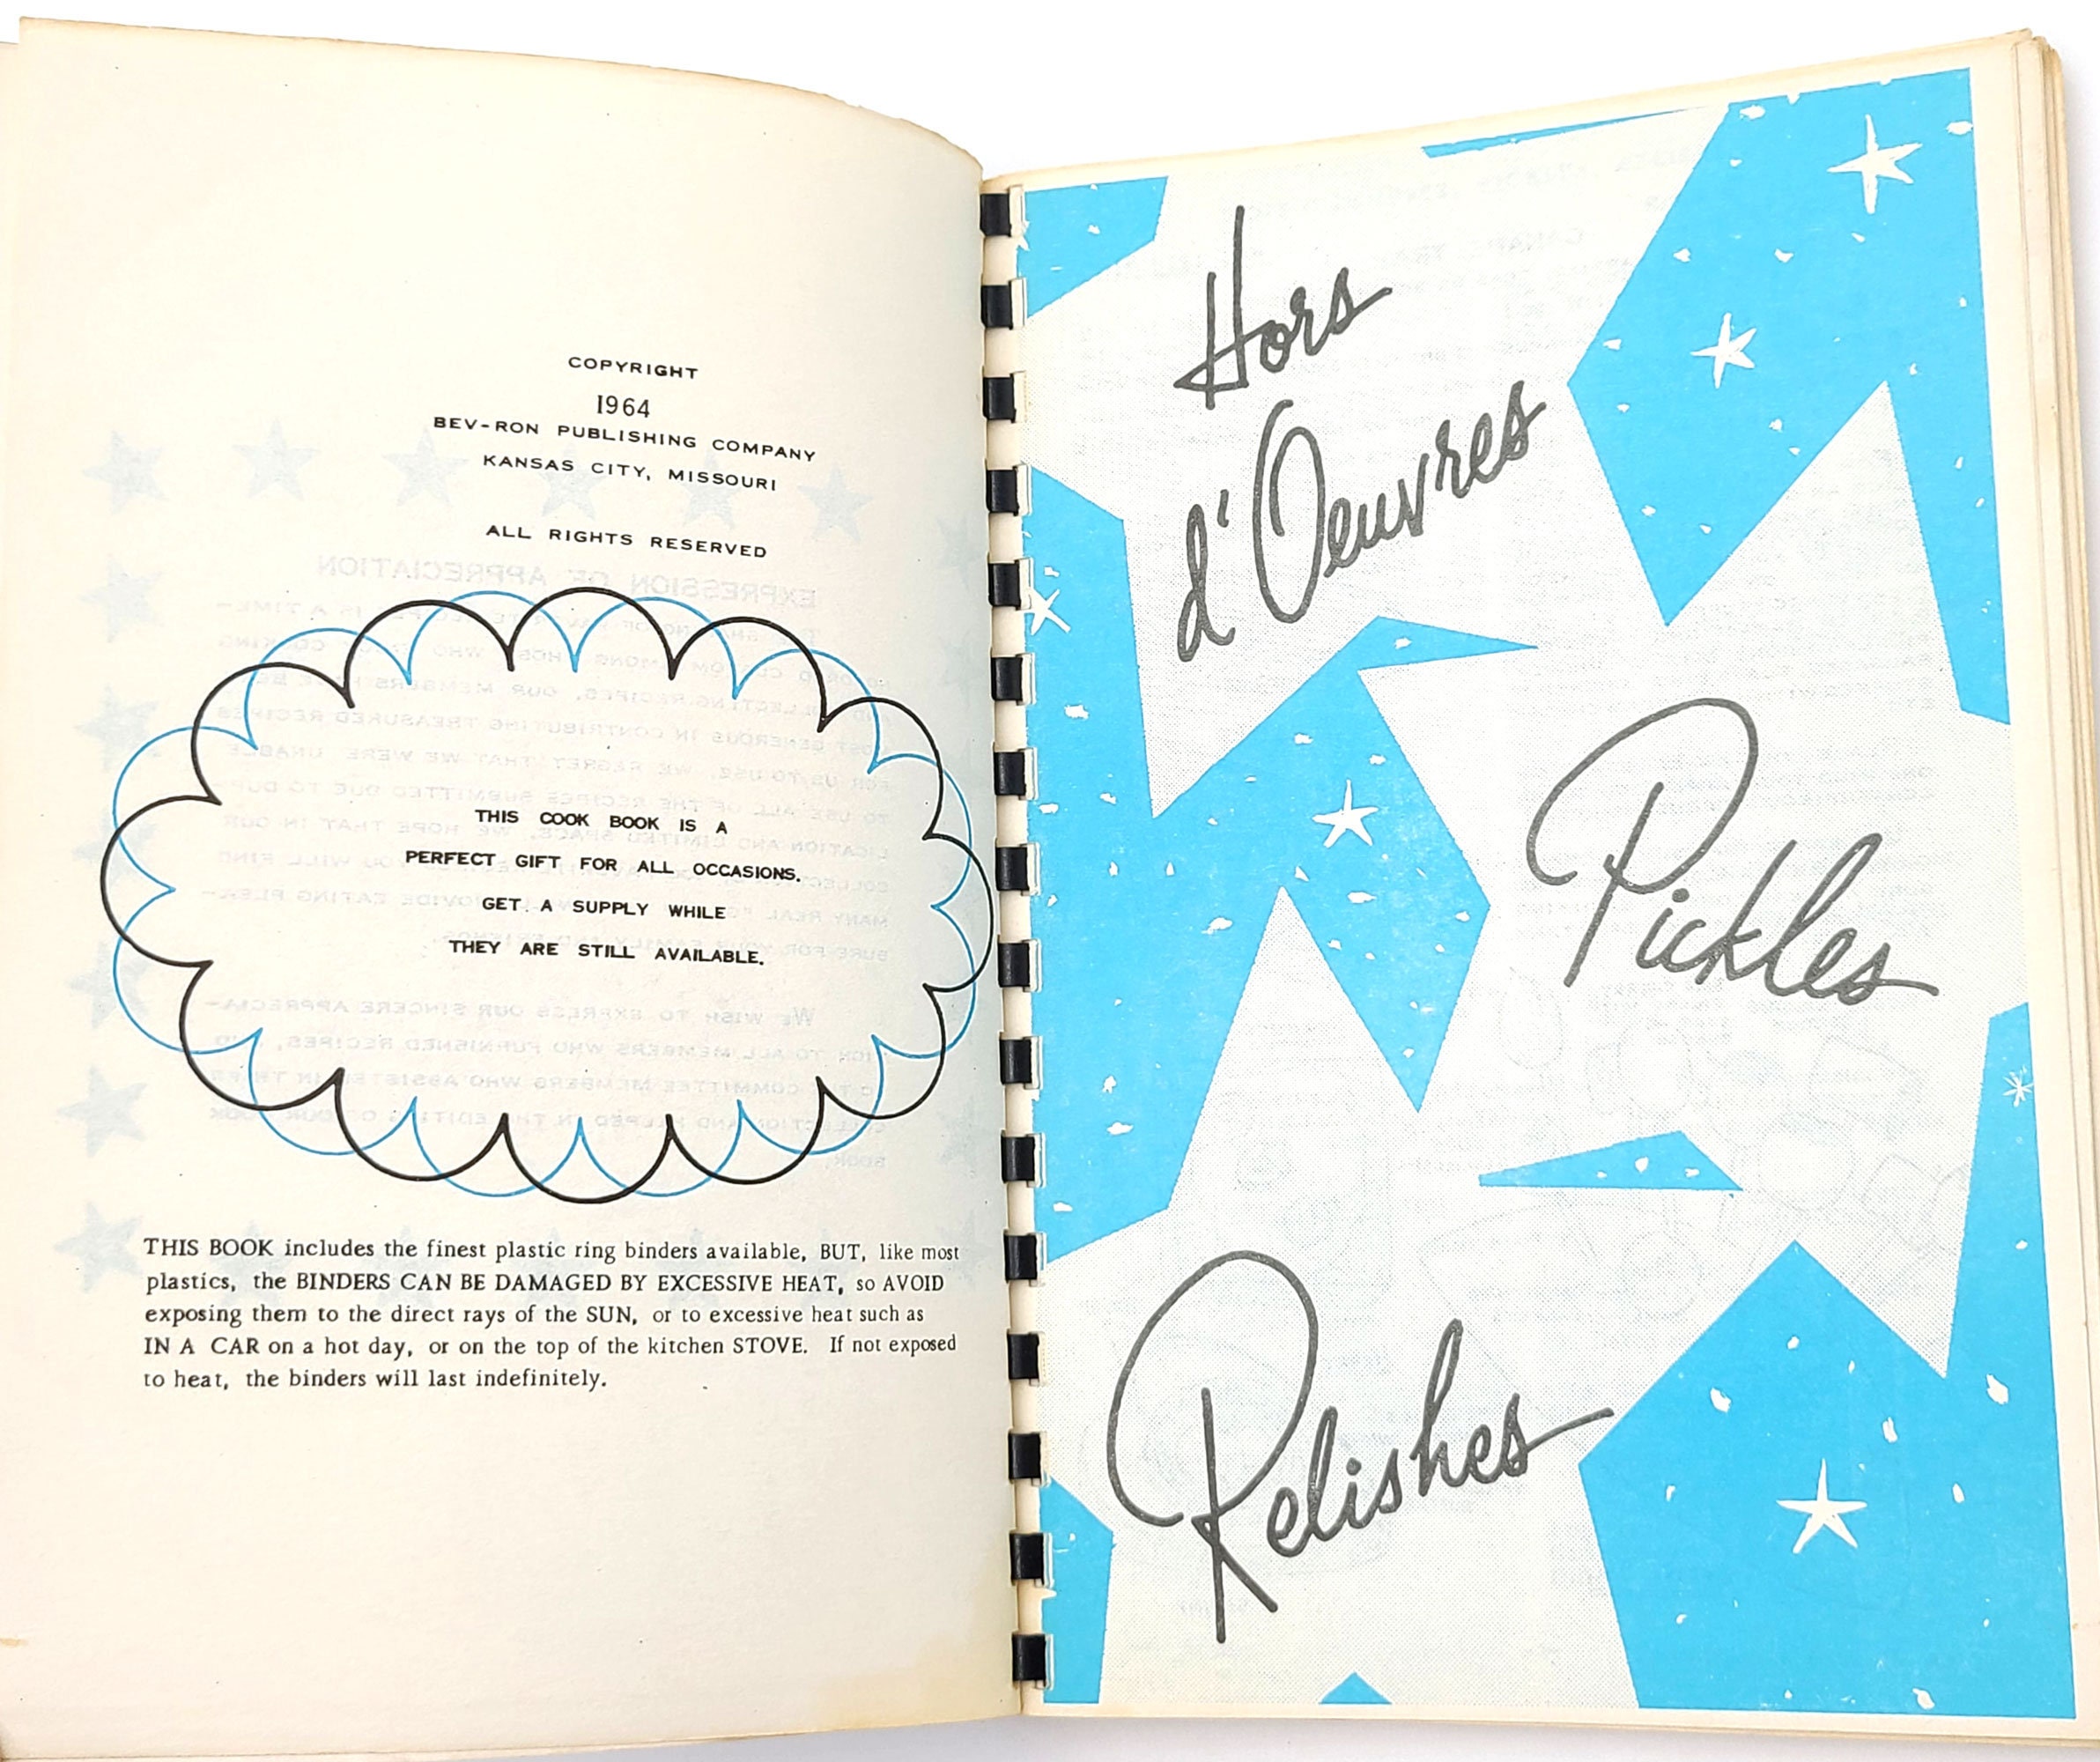 COPYRIGHT
1964
BEV-RON PUBLISHING COMPANY
KANSAS CITY, MISSOURI
ALL RIGHTS RESERVED
THIS COOK BOOK IS A
PERFECT GIFT FOR ALL OCCASIONS.
GET A SUPPLY WHILE
THEY ARE STILL AVAILABLE.
THIS BOOK includes the finest plastic ring binders available, BUT, like most
plastics, the BINDERS CAN BE DAMAGED BY EXCESSIVE HEAT, so AVOID
exposing them to the direct rays of the SUN, or to excessive heat such as
IN A CAR on a hot day, or on the top of the kitchen STOVE. If not exposed
to heat, the binders will last indefinitely.
Hors
d'Oeuvres
Pickles
Relishes